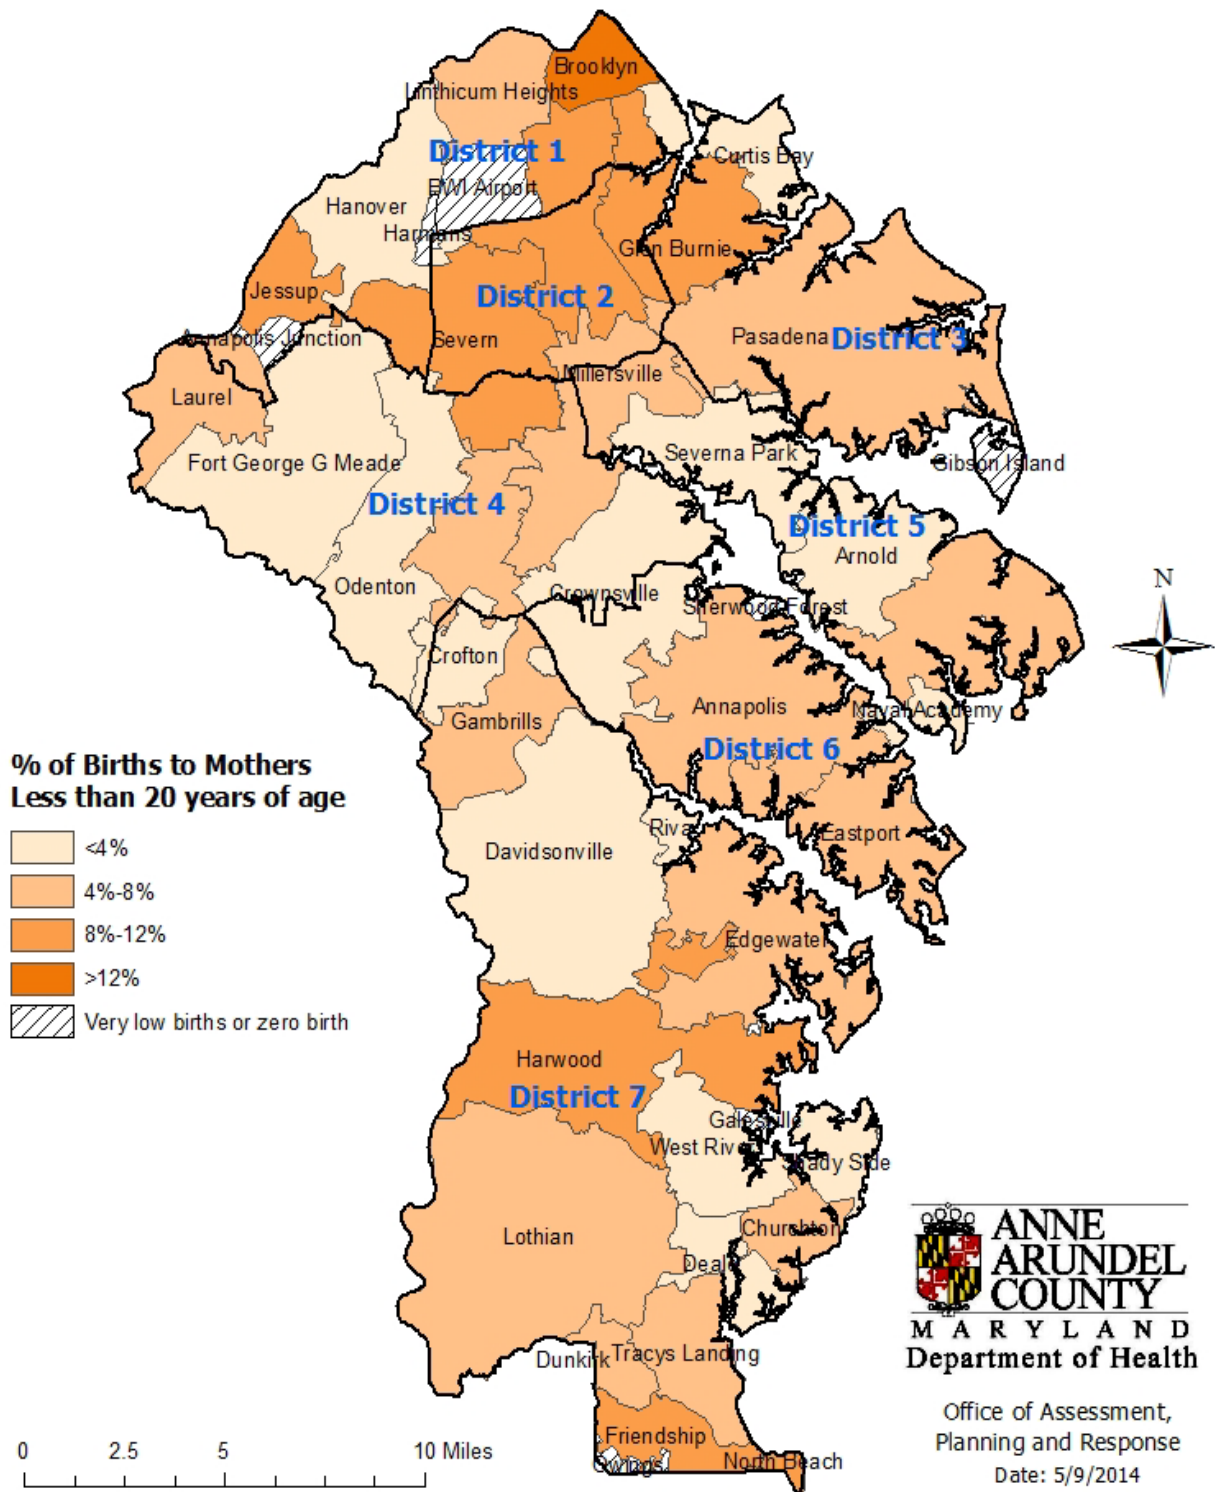 Brooklyn
Linthicum Heights
District 1
Curtis Bay
BWI Airport
Hanover
Harmans
Glen Burnie
Jessup
District 2
Annapolis Junction
Severn
Pasadena
District 3
Millersville
Laurel
Severna Park
Fort George G Meade
Gibson Island
District 4
District 5
Arnold
N
Odenton
Crownsville
Sherwood Forest
Crofton
Annapolis
Naval Academy
Gambrills
District 6
% of Births to Mothers
Less than 20 years of age
<4%
4%-8%
8%-12%
>12%
Very low births or zero birth
Riva
Eastport
Davidsonville
Edgewater
Harwood
District 7
Galesville
West River
Shady Side
Churchton
Lothian
Deale
Dunkirk
Tracys Landing
Friendship
Owings
North Beach
0 2.5 5 10 Miles
ANNE
ARUNDEL
COUNTY
MARYLAND
Department of Health
Office of Assessment,
Planning and Response
Date: 5/9/2014